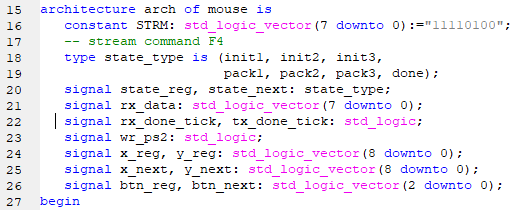 15 architecture arch of mouse is
16 constant STRM: std_logic_vector(7 downto 0):="11110100";
17 -- stream command F4
18 type state_type is (init1, init2, init3,
19 pack1, pack2, pack3, done);
20 signal state_reg, state_next: state_type;
21 signal rx_data: std_logic_vector(7 downto 0);
22 signal rx_done_tick, tx_done_tick: std_logic;
23 signal wr_ps2: std_logic;
24 signal x_reg, y_reg: std_logic_vector(8 downto 0);
25 signal x_next, y_next: std_logic_vector(8 downto 0);
26 signal btn_reg, btn_next: std_logic_vector(2 downto 0);
27 begin